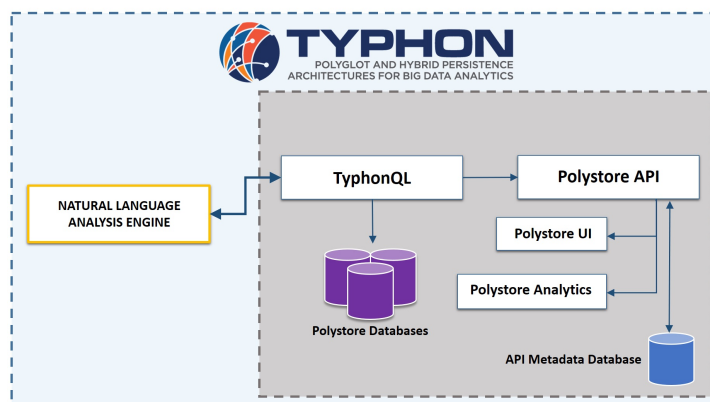 TYPHON
POLYGLOT AND HYBRID PERSISTENCE
ARCHITECTURES FOR BIG DATA ANALYTICS
TyphonQL
Polystore API
NATURAL LANGUAGE
ANALYSIS ENGINE
Polystore UI
Polystore Analytics
Polystore Databases
API Metadata Database